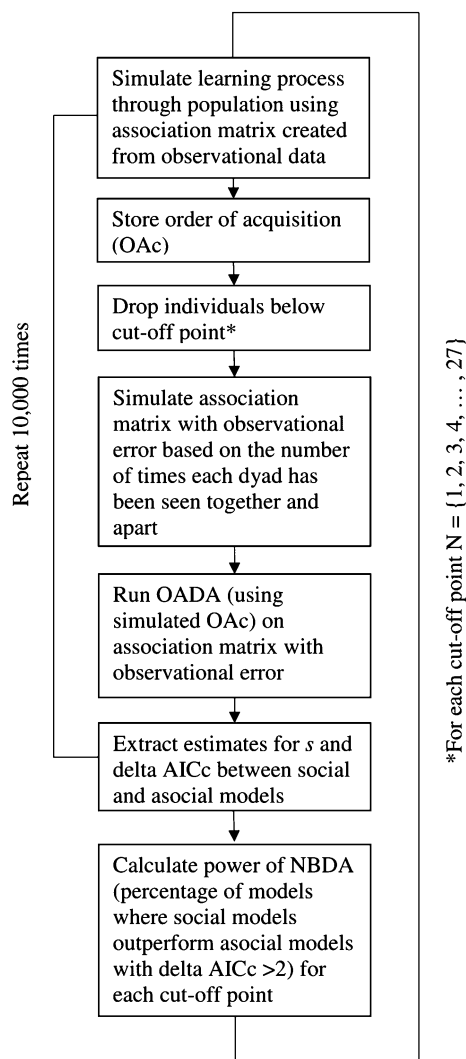 Simulate learning process
through population using
association matrix created
from observational data
Store order of acquisition
(OAc)
Drop individuals below
cut-off point*
Simulate association
matrix with observational
error based on the number
of times each dyad has
been seen together and
apart
Run OADA (using
simulated OAc) on
association matrix with
observational error
Extract estimates for s and
delta AICc between social
and asocial models
Calculate power of NBDA
(percentage of models
where social models
outperform asocial models
with delta AICc >2) for
each cut-off point
Repeat 10,000 times
*For each cut-off point N = {1, 2, 3, 4, … , 27}